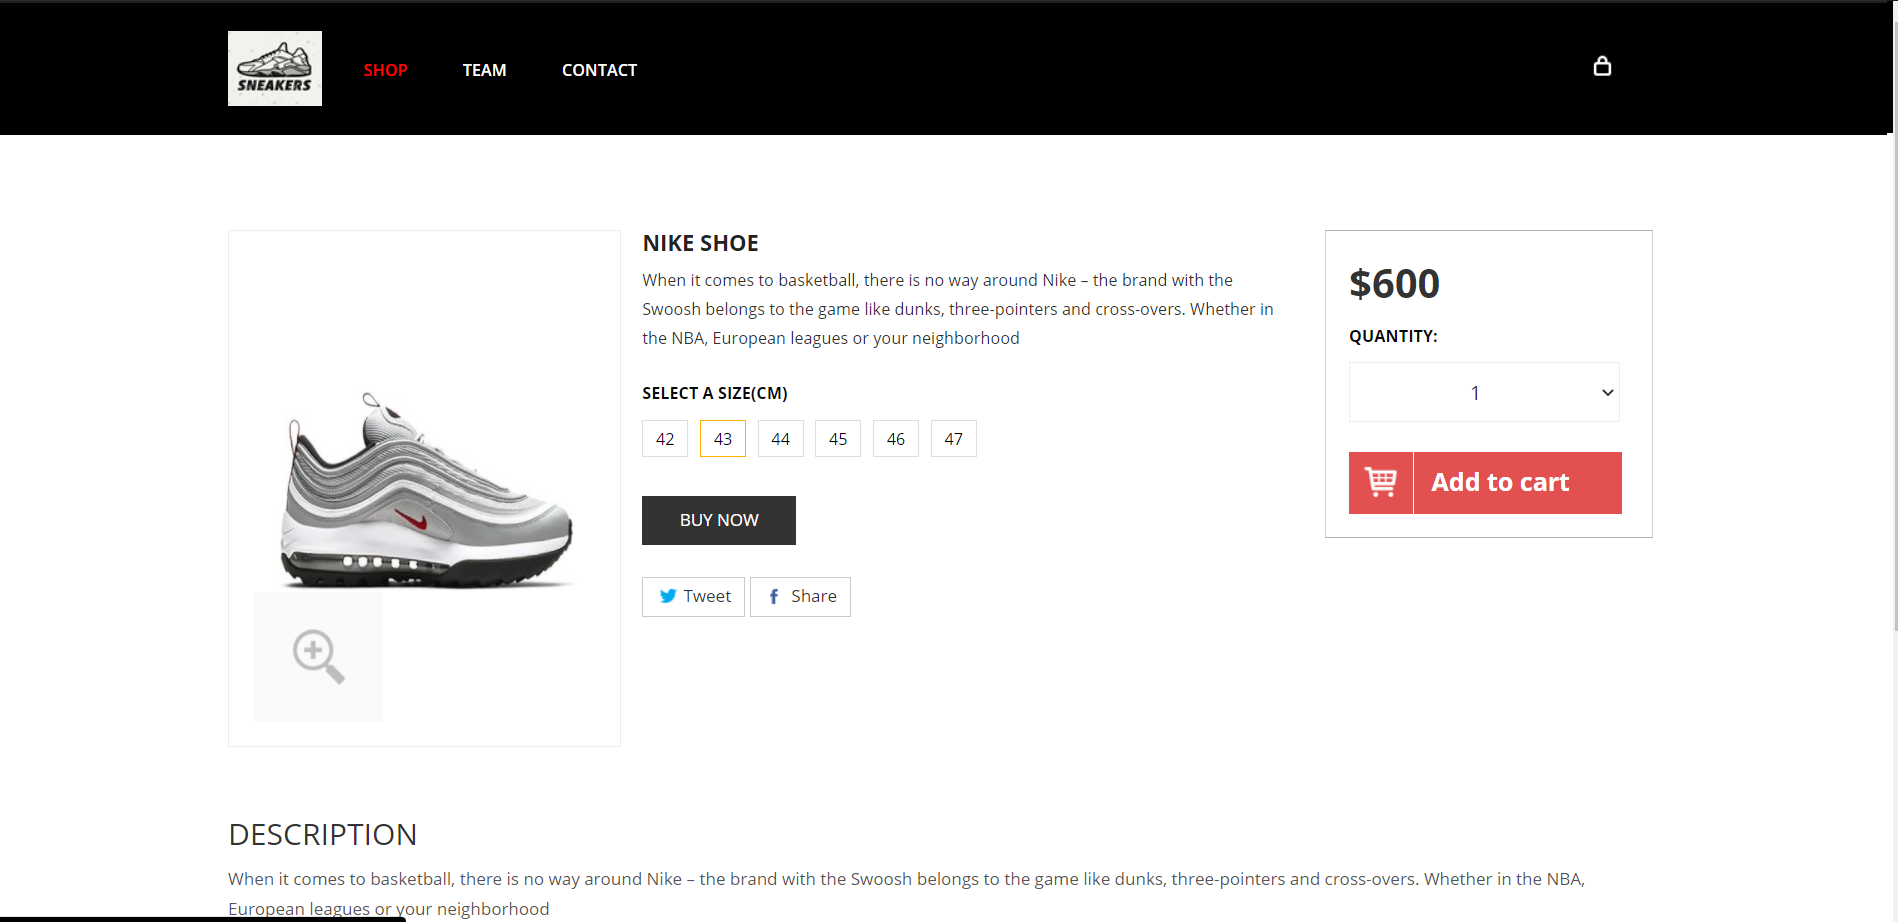 SNEAKERS
SHOP
TEAM
CONTACT
NIKE SHOE
When it comes to basketball, there is no way around Nike – the brand with the
Swoosh belongs to the game like dunks, three-pointers and cross-overs. Whether in
the NBA, European leagues or your neighborhood
SELECT A SIZE(CM)
42
43
44
45
46
47
BUY NOW
Tweet
Share
$600
QUANTITY:
1
Add to cart
DESCRIPTION
When it comes to basketball, there is no way around Nike – the brand with the Swoosh belongs to the game like dunks, three-pointers and cross-overs. Whether in the NBA,
European leagues or your neighborhood